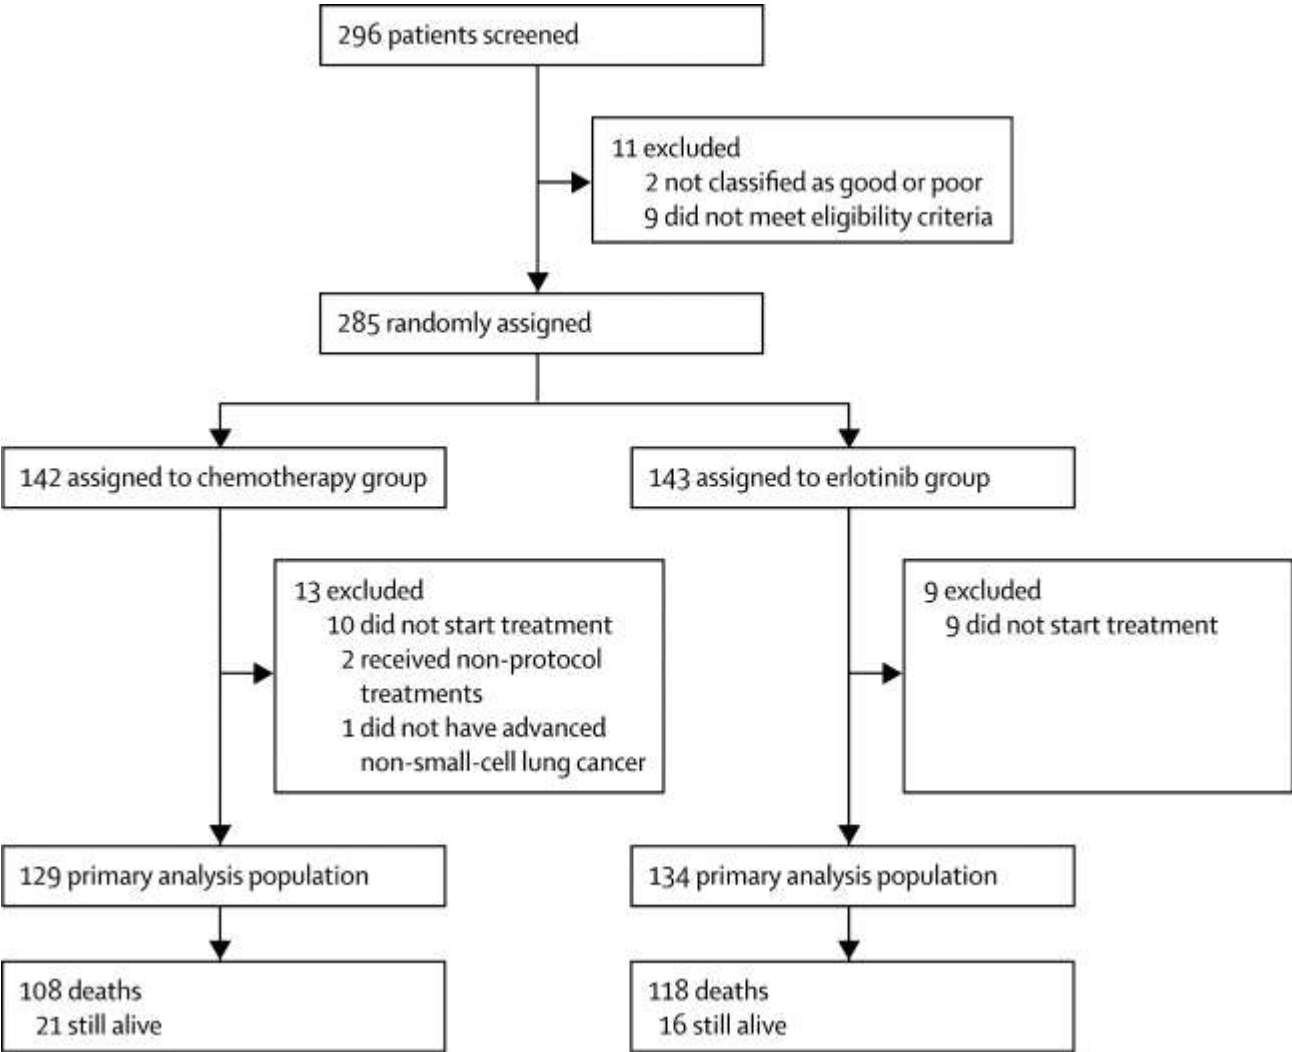 296 patients screened
11 excluded
2 not classified as good or poor
9 did not meet eligibility criteria
285 randomly assigned
142 assigned to chemotherapy group
143 assigned to erlotinib group
13 excluded
10 did not start treatment
2 received non-protocol
treatments
1 did not have advanced
non-small-cell lung cancer
9 excluded
9 did not start treatment
129 primary analysis population
134 primary analysis population
108 deaths
21 still alive
118 deaths
16 still alive